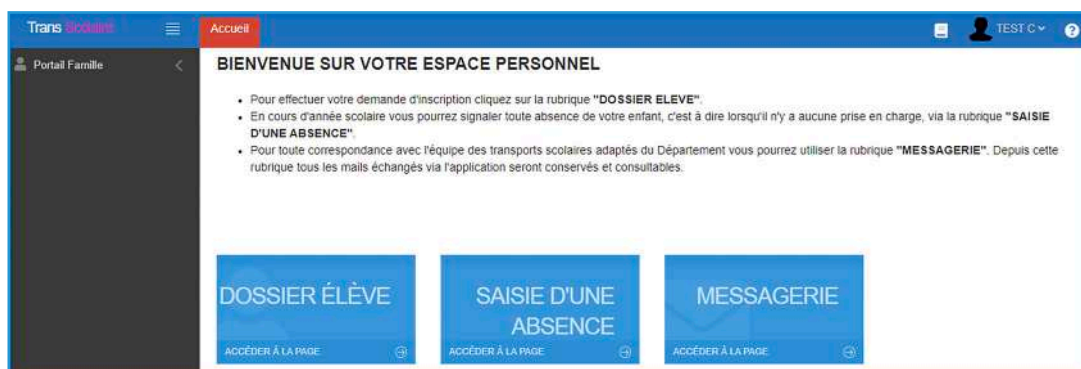 Trans Scolaire
Accueil
TEST C
?
Portail Famille
BIENVENUE SUR VOTRE ESPACE PERSONNEL
• Pour effectuer votre demande d'inscription cliquez sur la rubrique "DOSSIER ELEVE".
• En cours d'année scolaire vous pourrez signaler toute absence de votre enfant, c'est à dire lorsqu'il n'y a aucune prise en charge, via la rubrique "SAISIE
D'UNE ABSENCE".
• Pour toute correspondance avec l'équipe des transports scolaires adaptés du Département vous pourrez utiliser la rubrique "MESSAGERIE". Depuis cette
rubrique tous les mails échangés via l'application seront conservés et consultables.
DOSSIER ÉLÈVE
ACCÉDER À LA PAGE
SAISIE D'UNE
ABSENCE
ACCÉDER À LA PAGE
MESSAGERIE
ACCÉDER À LA PAGE